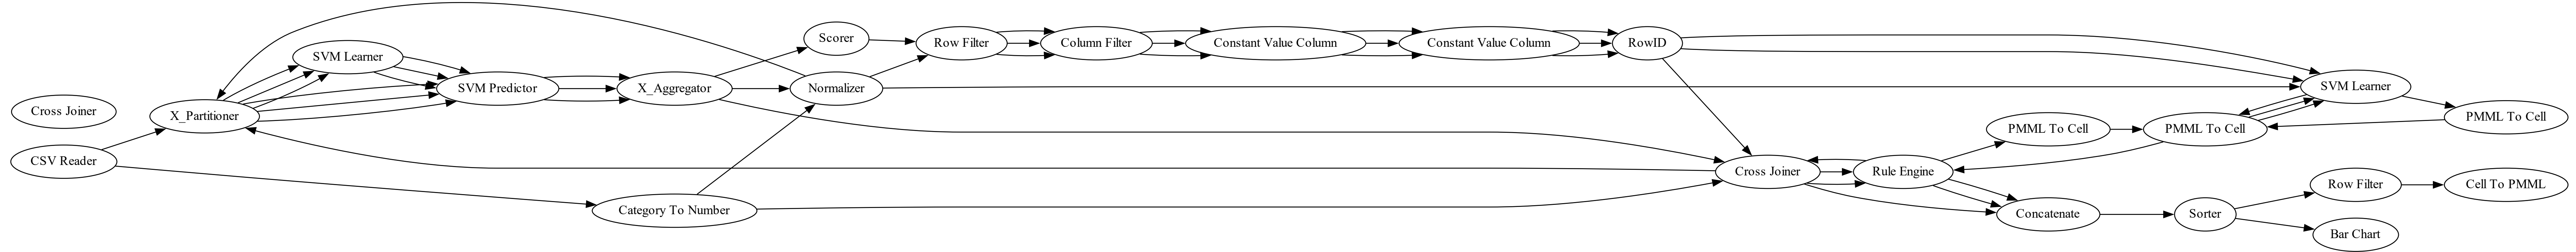 Cross Joiner
CSV Reader
X_Partitioner
SVM Learner
SVM Predictor
X_Aggregator
Category To Number
Scorer
Normalizer
Row Filter
Column Filter
Constant Value Column
Constant Value Column
RowID
Cross Joiner
Rule Engine
PMML To Cell
Concatenate
PMML To Cell
Sorter
SVM Learner
Row Filter
Bar Chart
PMML To Cell
Cell To PMML